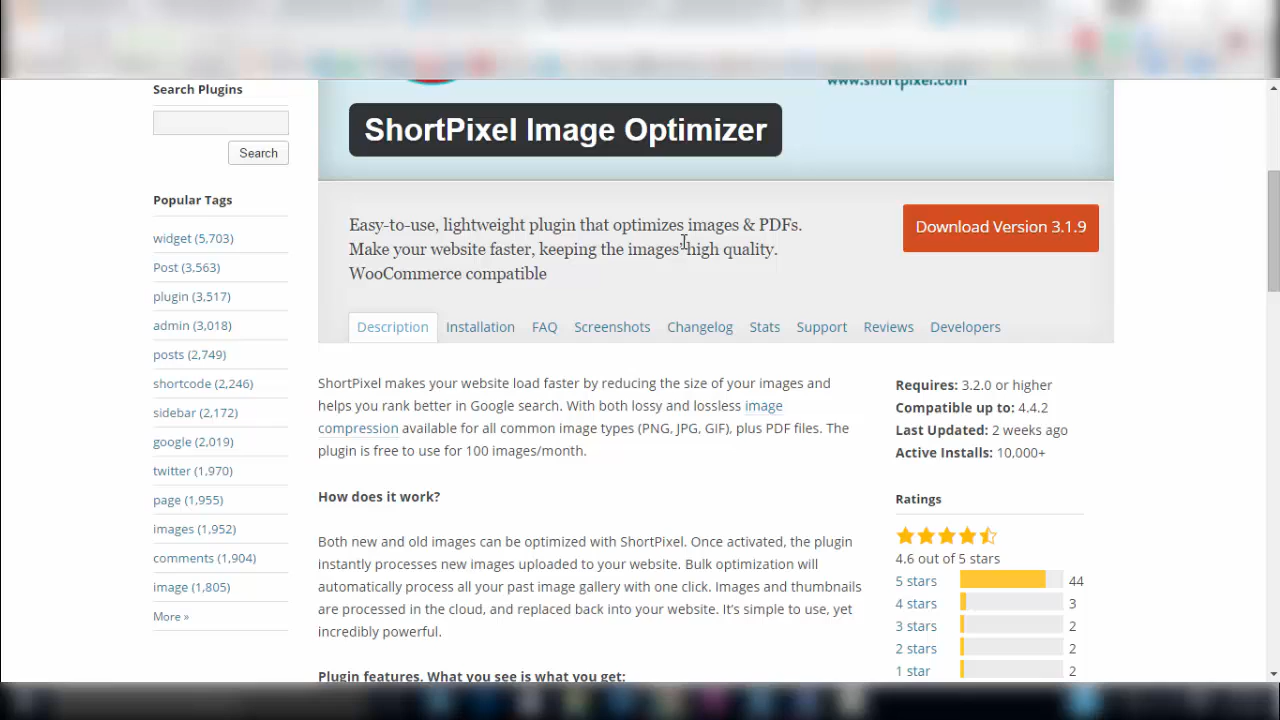 Search Plugins
Search
Popular Tags
widget (5,703)
Post (3,563)
plugin (3,517)
admin (3,018)
posts (2,749)
shortcode (2,246)
sidebar (2,172)
google (2,019)
twitter (1,970)
page (1,955)
images (1,952)
comments (1,904)
image (1,805)
More »
www.shortpixel.com
ShortPixel Image Optimizer
Easy-to-use, lightweight plugin that optimizes images & PDFs.
Make your website faster, keeping the images high quality.
WooCommerce compatible
Download Version 3.1.9
Description Installation FAQ Screenshots Changelog Stats Support Reviews Developers
ShortPixel makes your website load faster by reducing the size of your images and
helps you rank better in Google search. With both lossy and lossless image
compression available for all common image types (PNG, JPG, GIF), plus PDF files. The
plugin is free to use for 100 images/month.
How does it work?
Both new and old images can be optimized with ShortPixel. Once activated, the plugin
instantly processes new images uploaded to your website. Bulk optimization will
automatically process all your past image gallery with one click. Images and thumbnails
are processed in the cloud, and replaced back into your website. It's simple to use, yet
incredibly powerful.
Plugin features. What you see is what you get:
Requires: 3.2.0 or higher
Compatible up to: 4.4.2
Last Updated: 2 weeks ago
Active Installs: 10,000+
Ratings
4.6 out of 5 stars
5 stars 44
4 stars 3
3 stars 2
2 stars 2
1 star 2